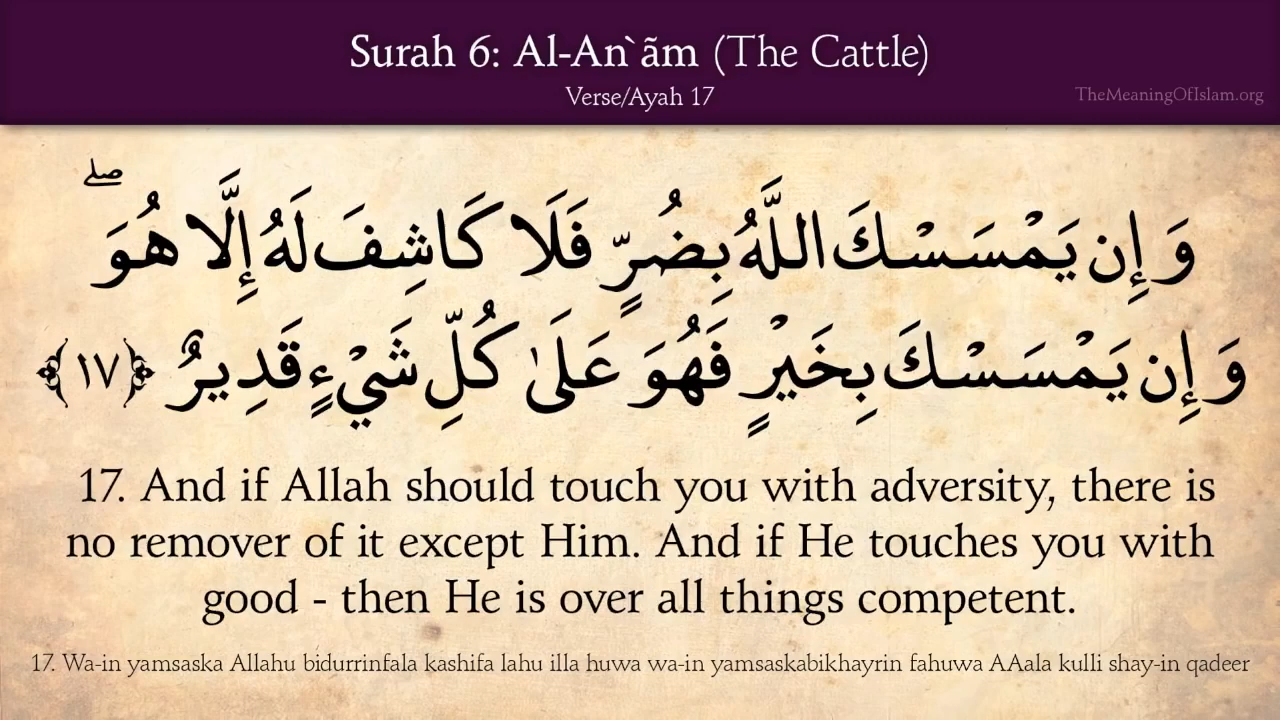 Surah 6: Al-An`ãm (The Cattle)
Verse/Ayah 17
TheMeaningOfIslam.org
وَإِن يَمْسَسْكَ اللَّهُ بِضُرٍّ فَلَا كَاشِفَ لَهُ إِلَّا هُوَ ۖ
وَإِن يَمْسَسْكَ بِخَيْرٍ فَهُوَ عَلَىٰ كُلِّ شَيْءٍ قَدِيرٌ ﴿١٧﴾
17. And if Allah should touch you with adversity, there is
no remover of it except Him. And if He touches you with
good - then He is over all things competent.
17. Wa-in yamsaska Allahu bidurrinfala kashifa lahu illa huwa wa-in yamsaskabikhayrin fahuwa AAala kulli shay-in qadeer